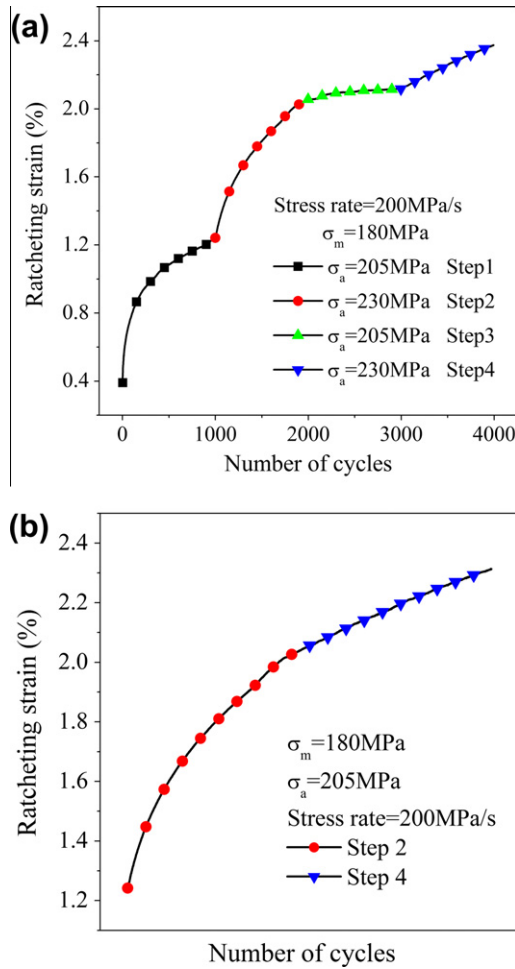 (a)
2.4
2.0
1.6
1.2
0.8
0.4
Ratcheting strain (%)
Stress rate=200MPa/s
σm=180MPa
σa=205MPa Step1
σa=230MPa Step2
σa=205MPa Step3
σa=230MPa Step4
0 1000 2000 3000 4000
Number of cycles
(b)
2.4
2.2
2.0
1.8
1.6
1.4
1.2
Ratcheting strain (%)
σm=180MPa
σa=205MPa
Stress rate=200MPa/s
Step 2
Step 4
Number of cycles